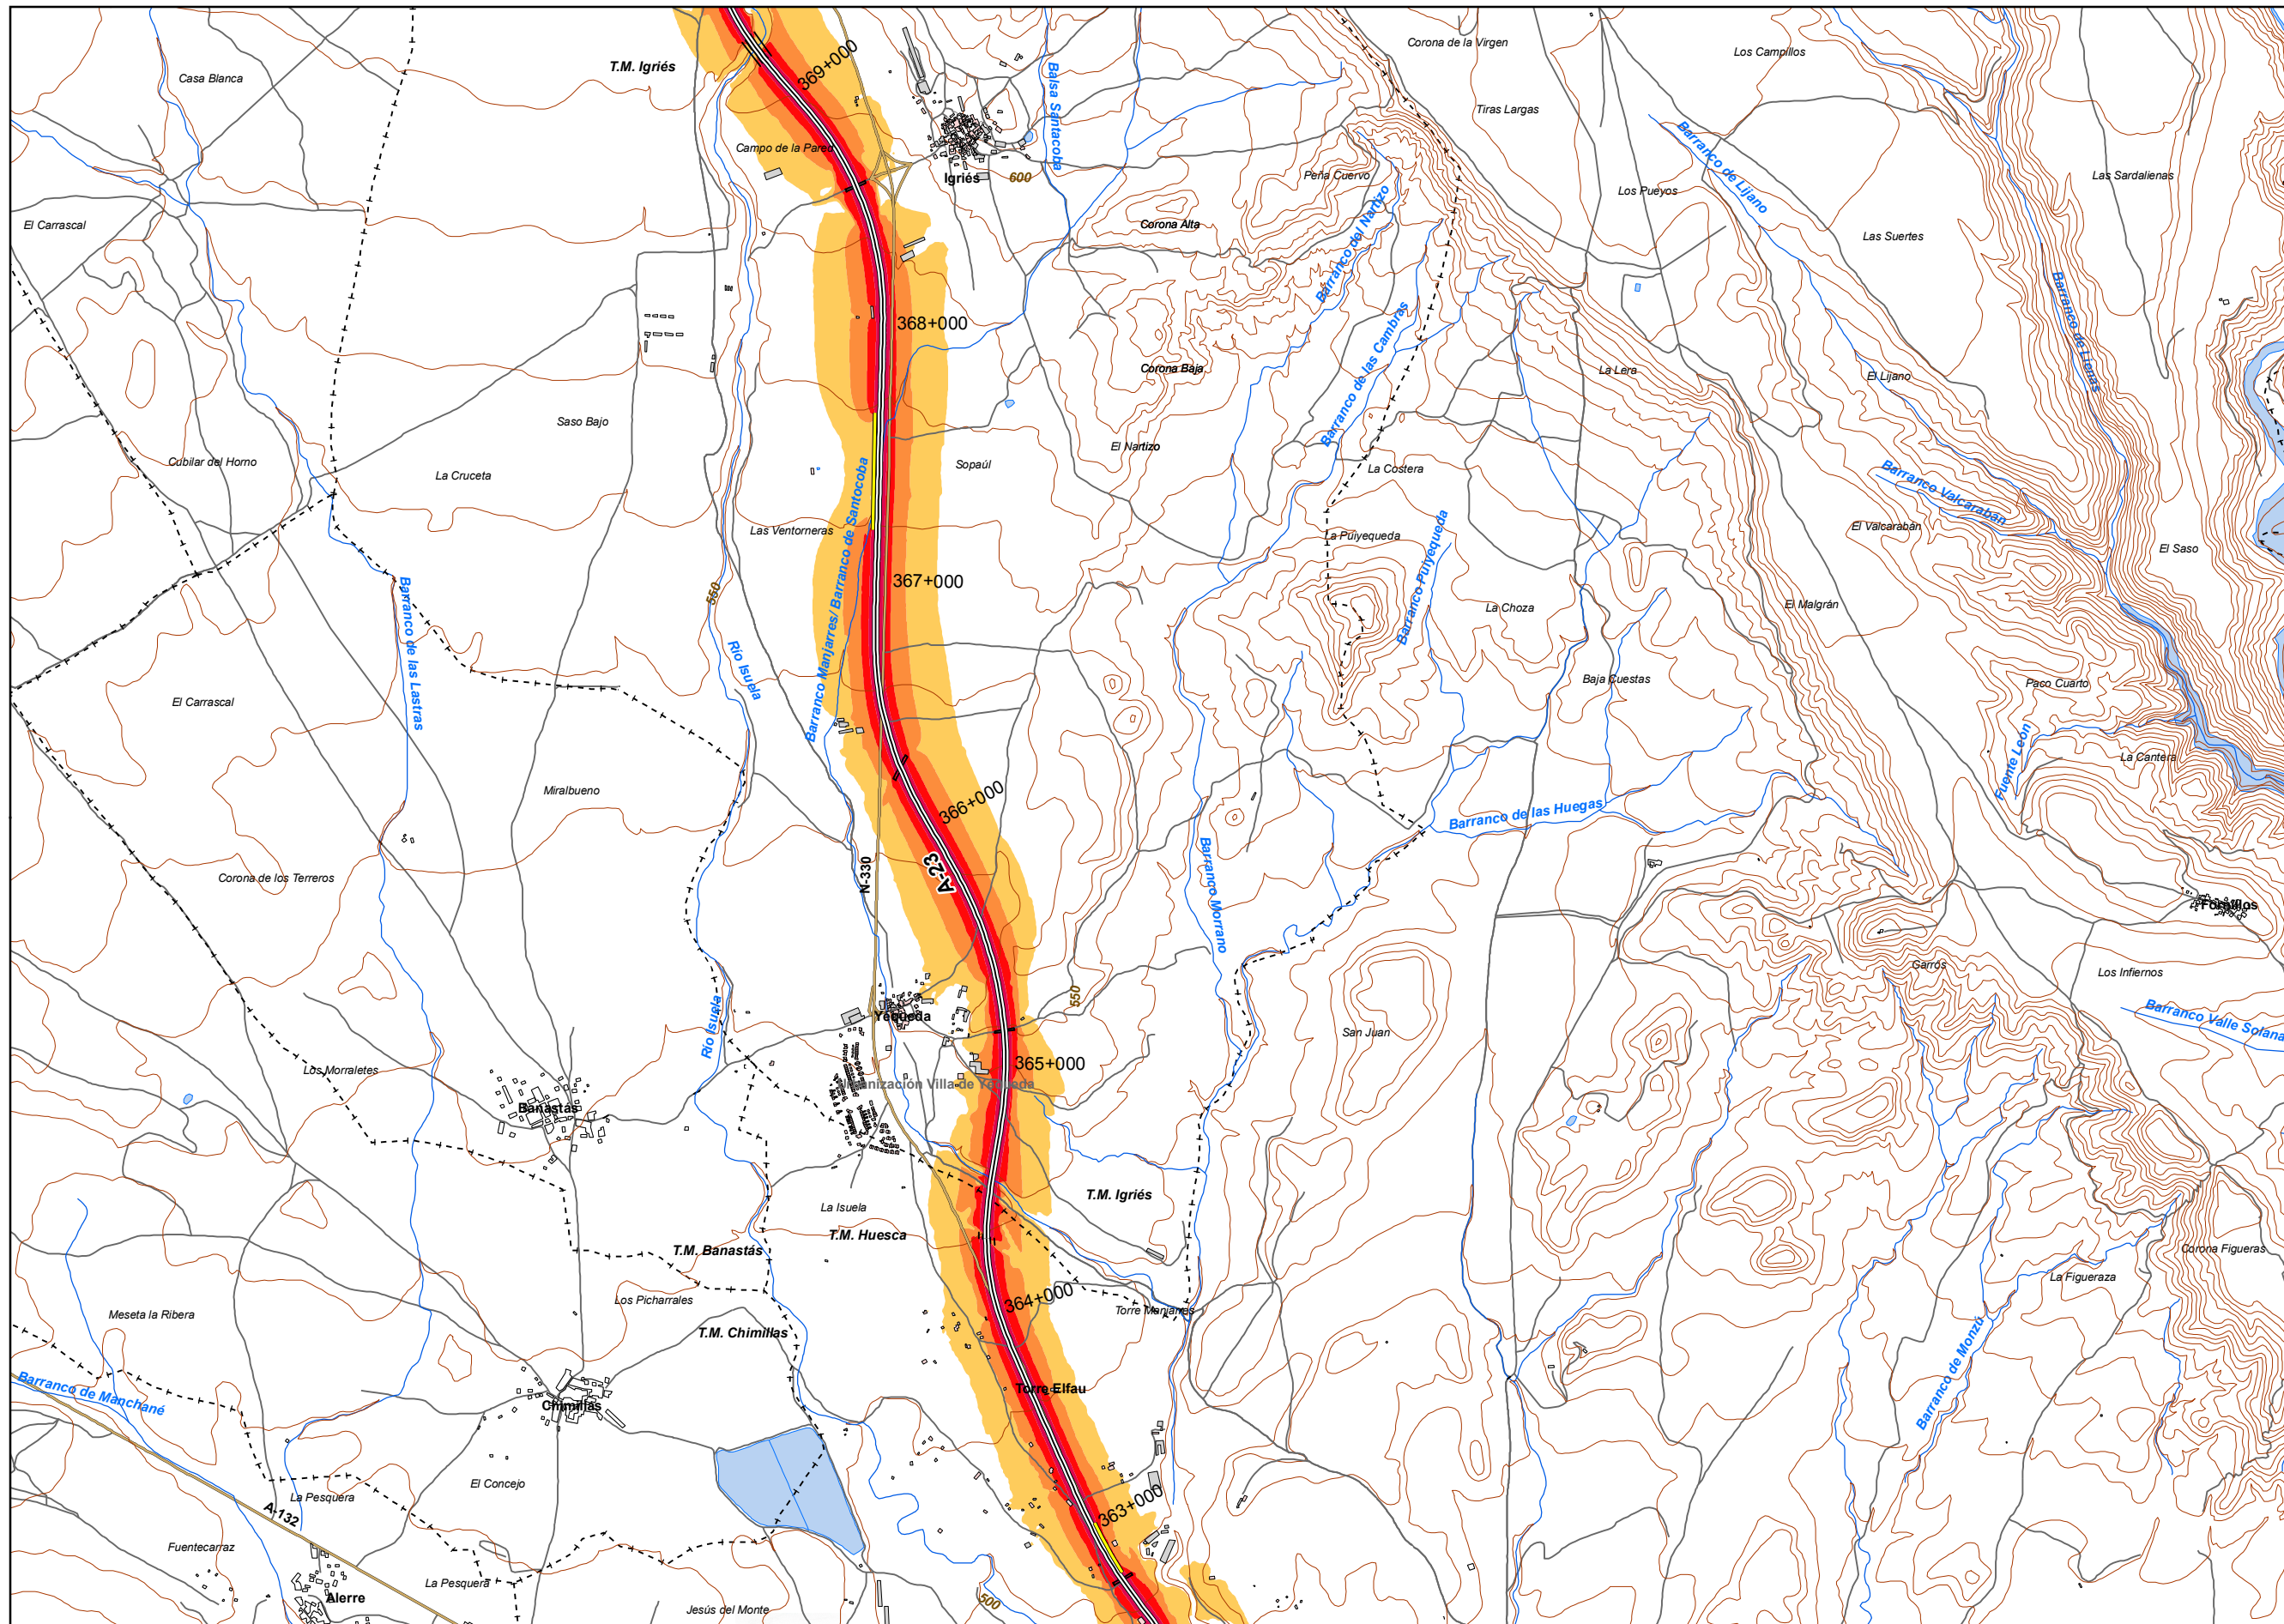 Corona de la Virgen
Los Campillos
369+000
T.M. Igriés
Casa Blanca
Balsa Santacoba
Tiras Largas
Barranco de Lijano
Campo de la Pared
Igriés
600
Peña Cuervo
Los Pueyos
Las Sardalienas
El Carrascal
Corona Alta
Barranco del Nartizo
Las Suertes
Barranco de Lienas
368+000
Corona Baja
Barranco de las Cambras
La Lera
El Lijano
Saso Bajo
Cubilar del Horno
La Cruceta
Sopaúl
El Nartizo
La Costera
Barranco Valcaraban
Las Ventorneras
Barranco Manjarres/ Barranco de Santocoba
La Puiyequeda
Barranco Puiyequeda
El Valcarabán
El Saso
367+000
550
La Choza
El Malgrán
Barranco de las Lastras
Río Isuela
El Carrascal
Baja Cuestas
Paco Cuarto
Fuente León
La Cantera
Miralbueno
366+000
Barranco de las Huegas
A-23
N-330
Barranco Morrano
Corona de los Terreros
Fornillos
Garrós
Los Infiernos
550
Yequeda
Río Isuela
San Juan
Barranco Valle Solana
365+000
Los Morraletes
Urbanización Villa de Yequeda
Banastás
T.M. Igriés
La Isuela
T.M. Huesca
T.M. Banastás
Corona Figueras
La Figueraza
Los Picharrales
364+000
Torre Manjarrés
Meseta la Ribera
T.M. Chimillas
Barranco de Monzú
Barranco de Manchané
Torre Elfau
Chimillas
El Concejo
La Pesquera
A-132
363+000
Fuentecarraz
La Pesquera
Alerre
Jesús del Monte
500